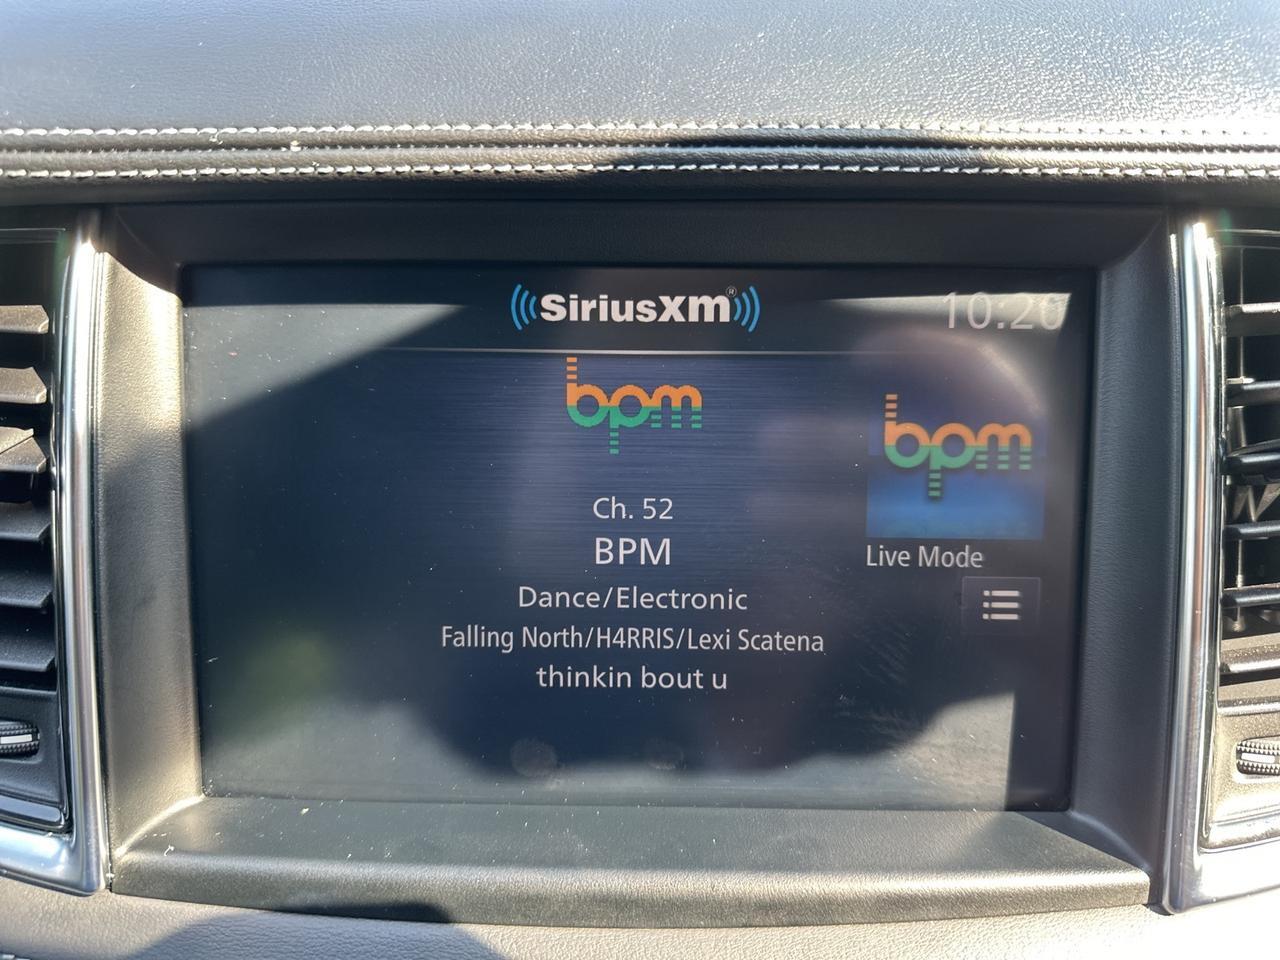 SiriusXM®
10:20
bpm
bpm
Ch. 52
BPM
Live Mode
Dance/Electronic
Falling North/H4RRIS/Lexi Scatena
thinkin bout u